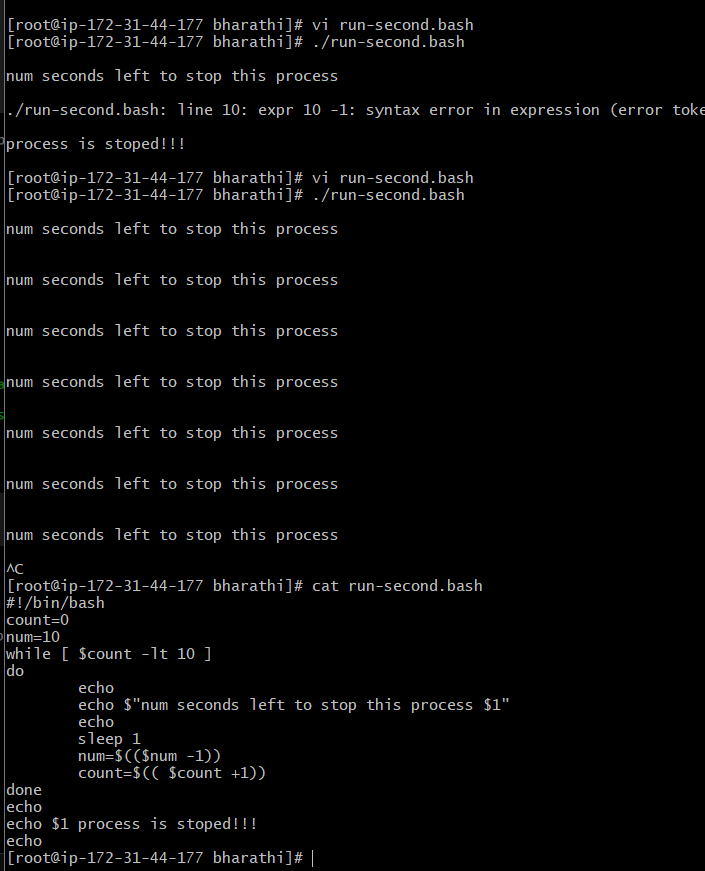 [root@ip-172-31-44-177 bharathi]# vi run-second.bash
[root@ip-172-31-44-177 bharathi]# ./run-second.bash
num seconds left to stop this process
./run-second.bash: line 10: expr 10 -1: syntax error in expression (error toke
process is stoped!!!
[root@ip-172-31-44-177 bharathi]# vi run-second.bash
[root@ip-172-31-44-177 bharathi]# ./run-second.bash
num seconds left to stop this process
num seconds left to stop this process
num seconds left to stop this process
num seconds left to stop this process
num seconds left to stop this process
num seconds left to stop this process
num seconds left to stop this process
^C
[root@ip-172-31-44-177 bharathi]# cat run-second.bash
#!/bin/bash
count=0
num=10
while [ $count -lt 10 ]
do
        echo
        echo $"num seconds left to stop this process $1"
        echo
        sleep 1
        num=$(($num -1))
        count=$(( $count +1))
done
echo
echo $1 process is stoped!!!
echo
[root@ip-172-31-44-177 bharathi]#